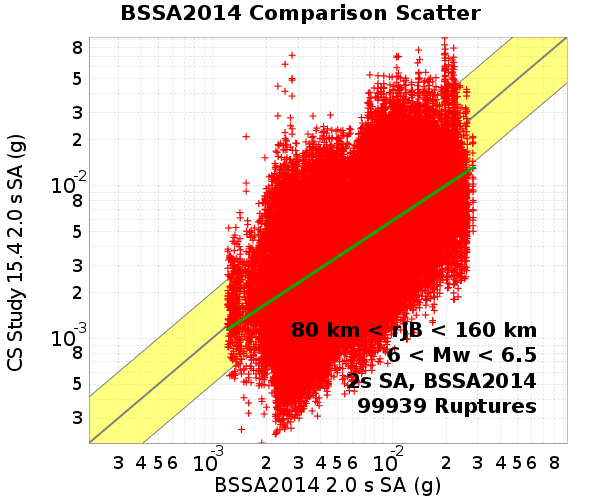 BSSA2014 Comparison Scatter
8
5
3
2
10⁻²
8
5
3
2
10⁻³
8
5
3
CS Study 15.4 2.0 s SA (g)
80 km < rJB < 160 km
6 < Mw < 6.5
2s SA, BSSA2014
99939 Ruptures
3 4 5 6 10⁻³ 2 3 4 5 6 10⁻² 2 3 4 5 6 8
BSSA2014 2.0 s SA (g)